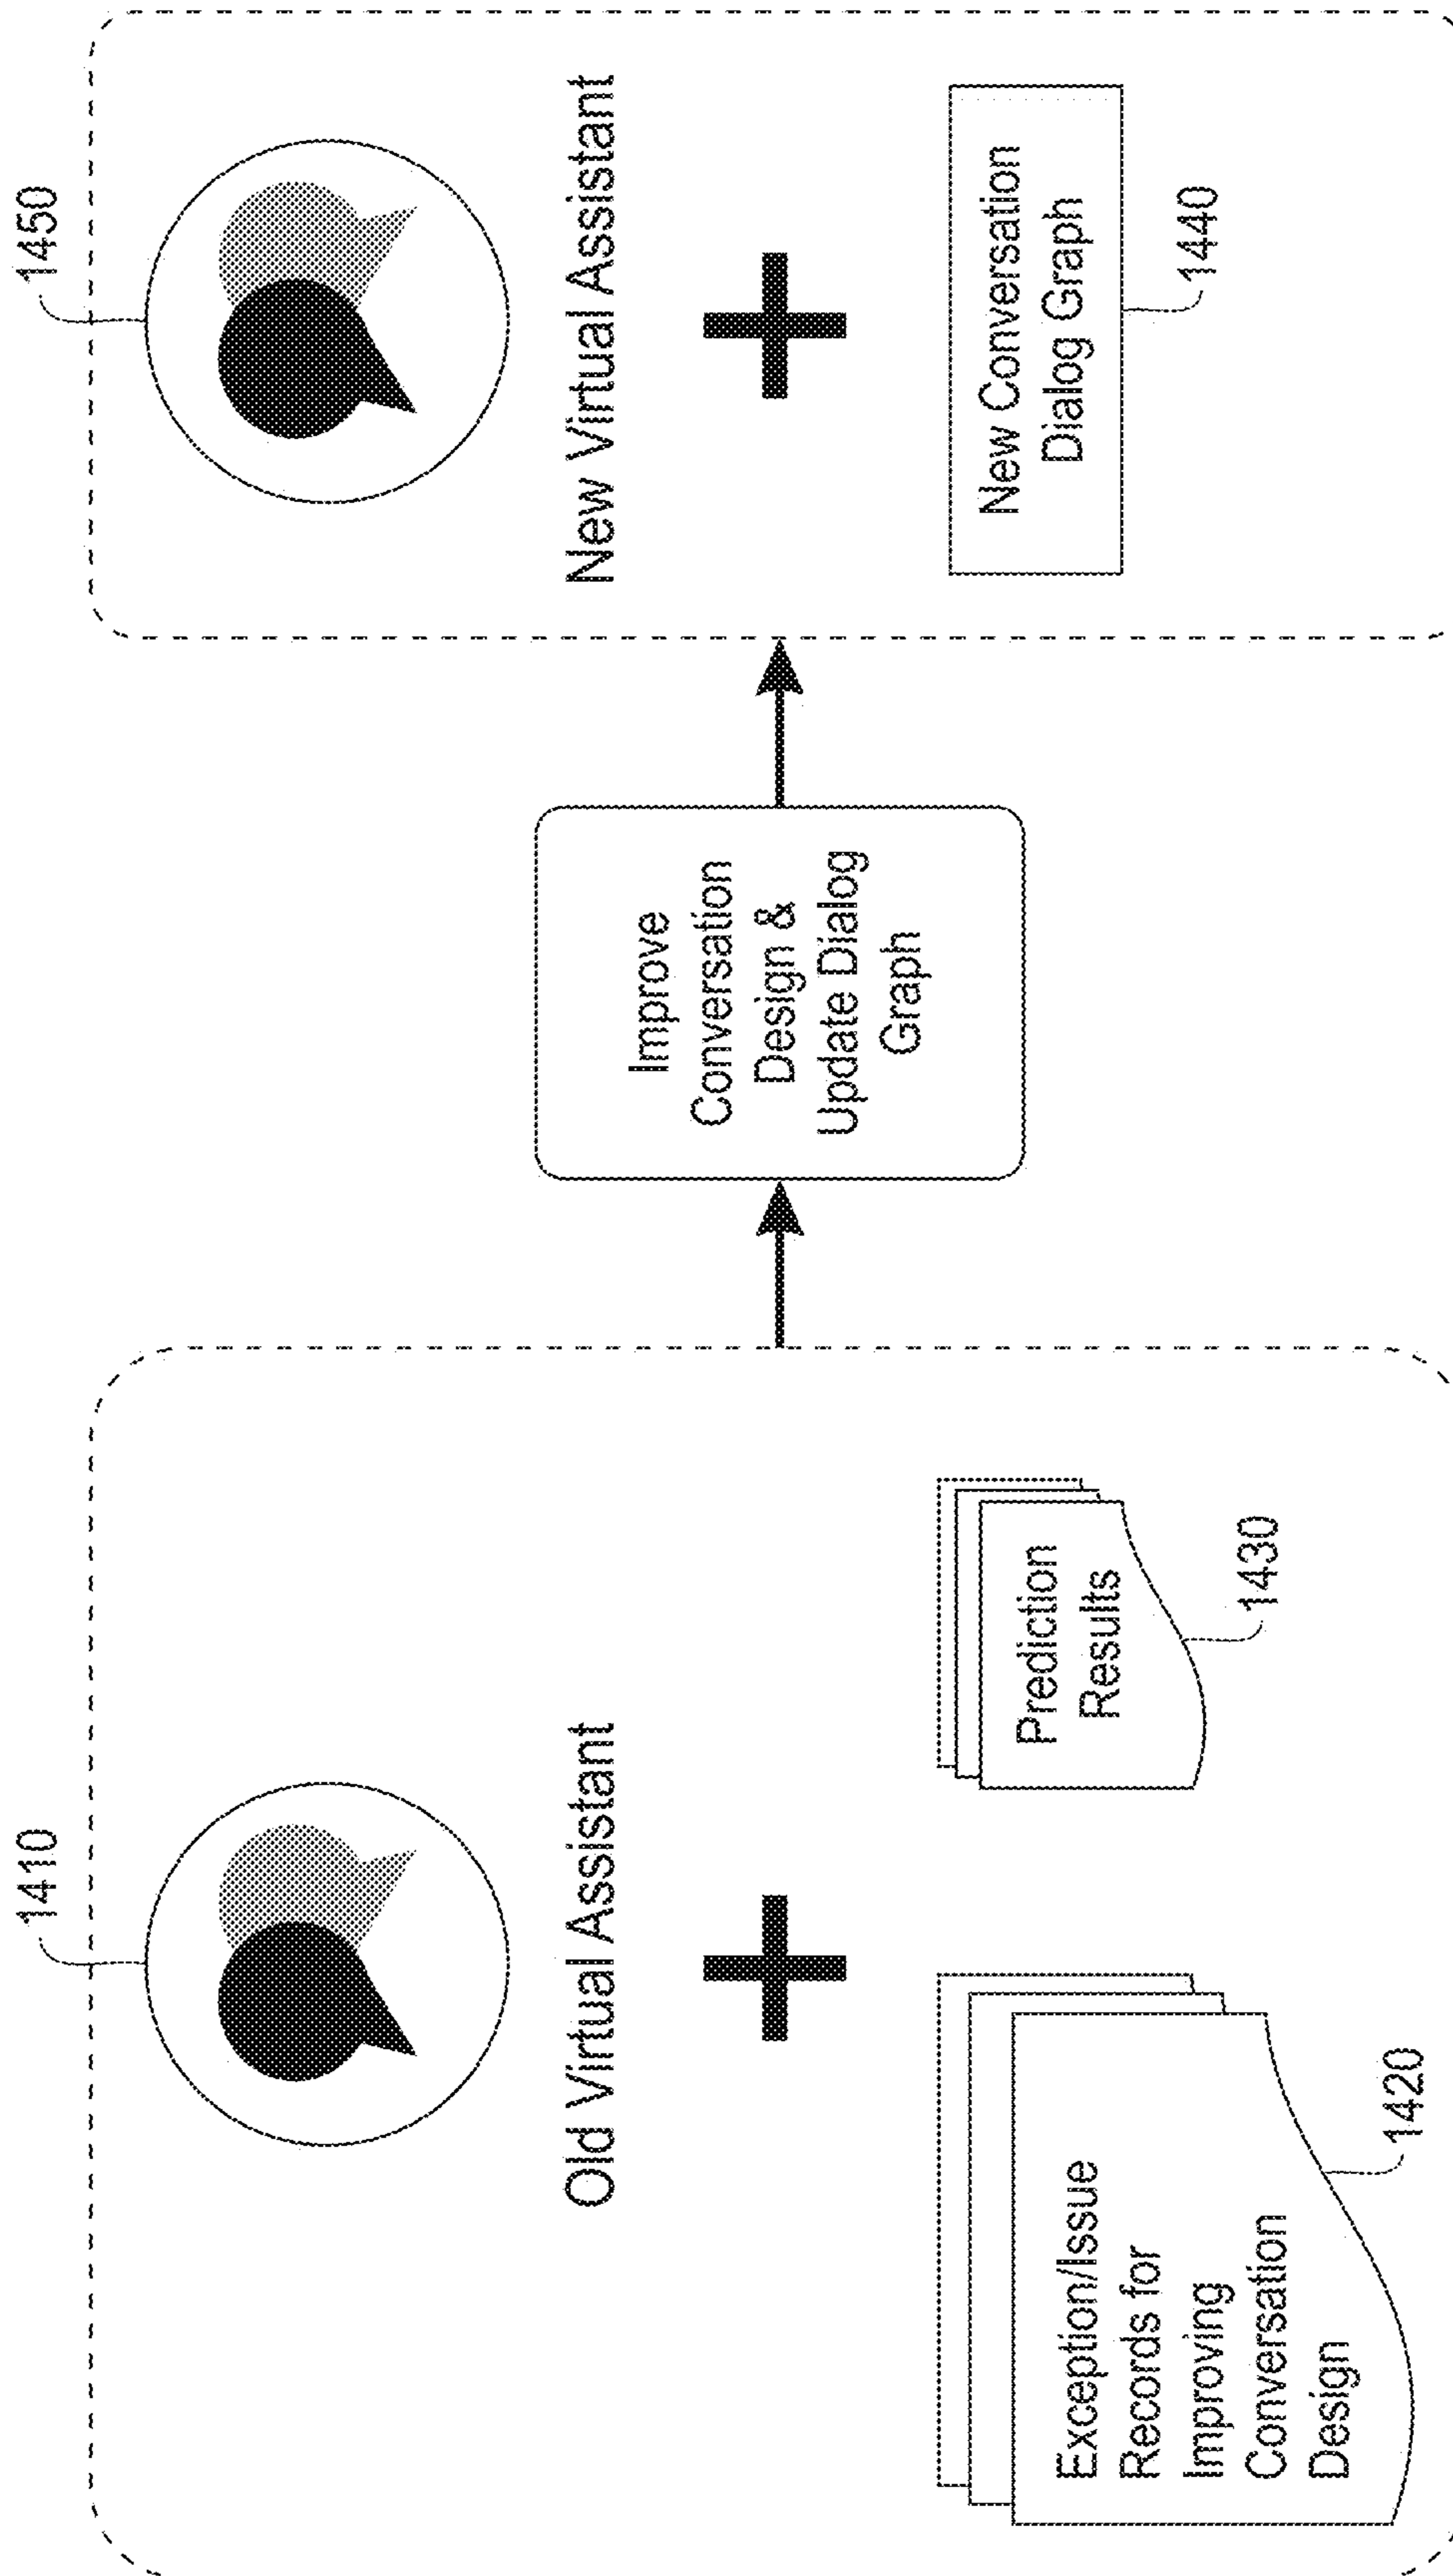 1410
Old Virtual Assistant
Exception/Issue
Records for
Improving
Conversation
Design
1420
Prediction
Results
1430
Improve
Conversation
Design &
Update Dialog
Graph
1450
New Virtual Assistant
New Conversation
Dialog Graph
1440